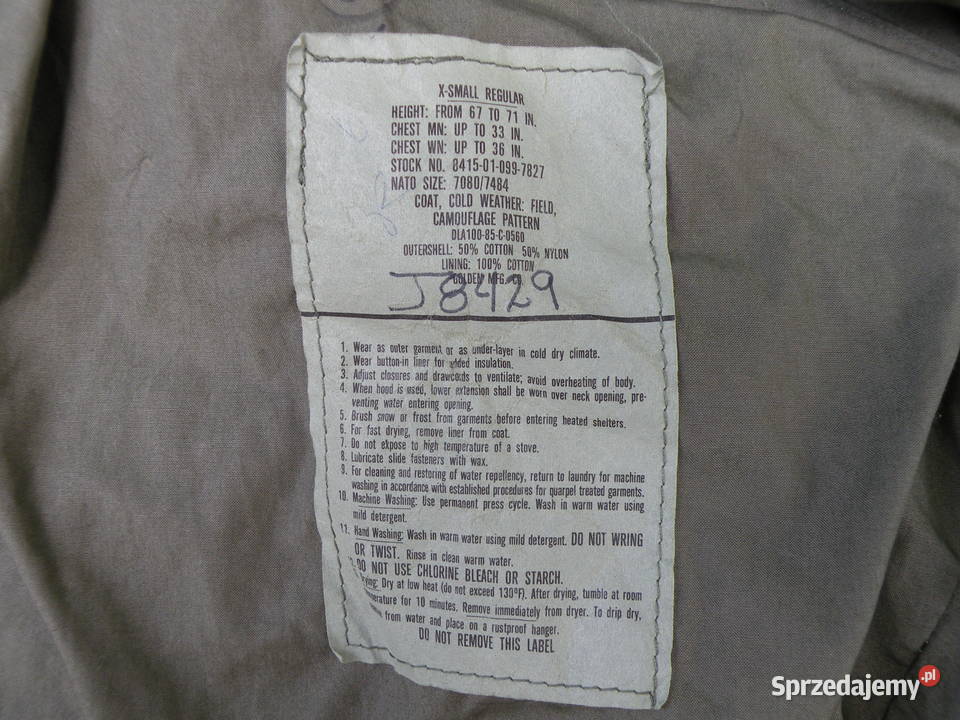 X-SMALL REGULAR
HEIGHT: FROM 67 TO 71 IN.
CHEST MN: UP TO 33 IN.
CHEST WN: UP TO 36 IN.
STOCK NO. 8415-01-099-7827
NATO SIZE: 7080/7484
COAT, COLD WEATHER: FIELD,
CAMOUFLAGE PATTERN
DLA100-85-C-0560
OUTERSHELL: 50% COTTON 50% NYLON
LINING: 100% COTTON
GOLDEN MFG. CO.
J8429
1. Wear as outer garment or as under-layer in cold dry climate.
2. Wear button-in liner for added insulation.
3. Adjust closures and drawcords to ventilate; avoid overheating of body.
4. When hood is used, lower extension shall be worn over neck opening, pre-
venting water entering opening.
5. Brush snow or frost from garments before entering heated shelters.
6. For fast drying, remove liner from coat.
7. Do not expose to high temperature of a stove.
8. Lubricate slide fasteners with wax.
9. For cleaning and restoring of water repellency, return to laundry for machine
washing in accordance with established procedures for quarpel treated garments.
10. Machine Washing: Use permanent press cycle. Wash in warm water using
mild detergent.
11. Hand Washing: Wash in warm water using mild detergent. DO NOT WRING
OR TWIST. Rinse in clean warm water.
DO NOT USE CHLORINE BLEACH OR STARCH.
Drying: Dry at low heat (do not exceed 130°F). After drying, tumble at room
temperature for 10 minutes. Remove immediately from dryer. To drip dry,
from water and place on a rustproof hanger.
DO NOT REMOVE THIS LABEL
Sprzedajemy.pl